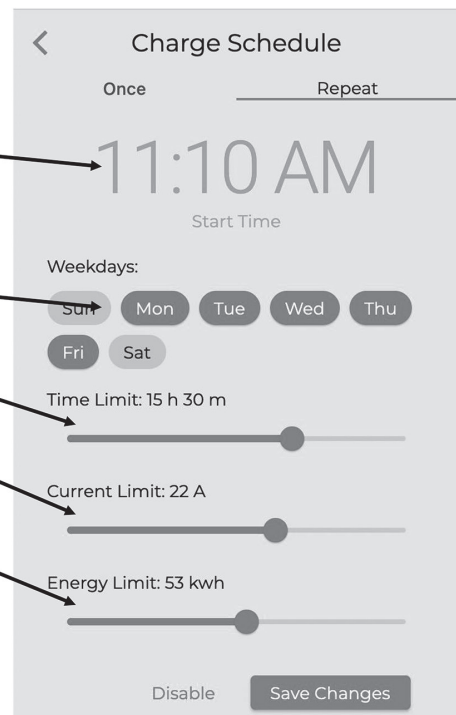 Charge Schedule
Once Repeat
11:10 AM
Start Time
Weekdays:
Sun Mon Tue Wed Thu
Fri Sat
Time Limit: 15 h 30 m
Current Limit: 22 A
Energy Limit: 53 kwh
Disable Save Changes